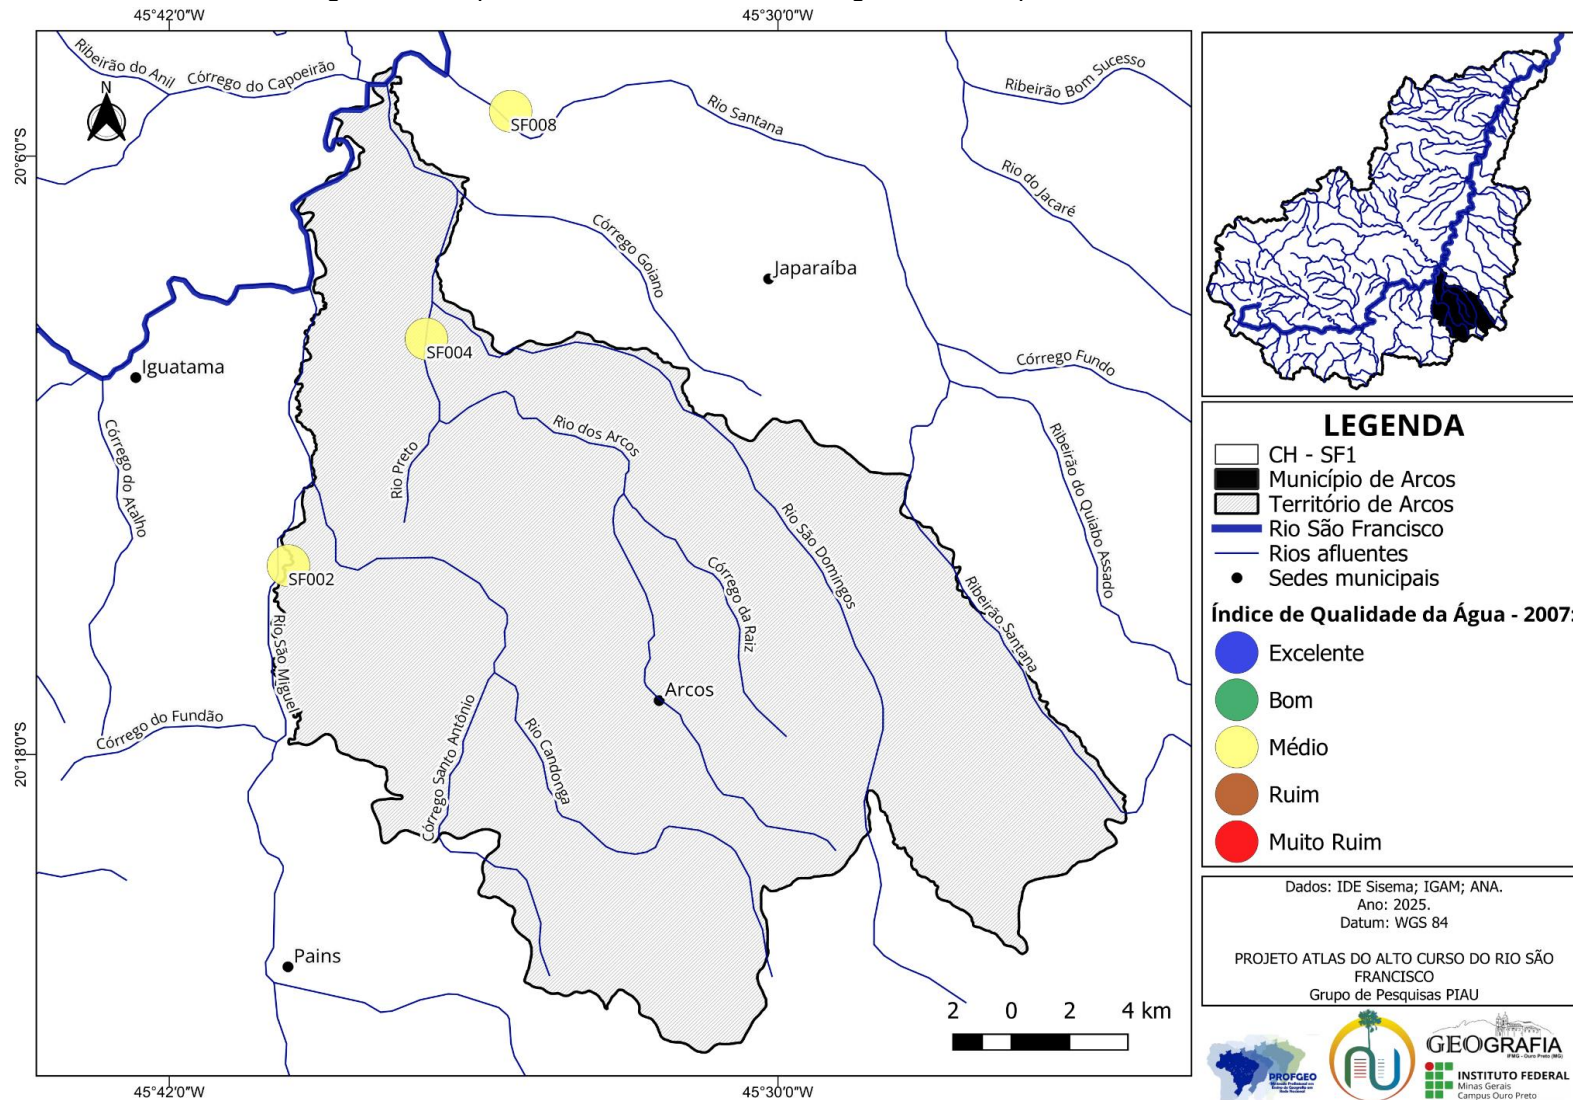 45°42'0"W
45°30'0"W
Ribeirão do Anil
Córrego do Capoeirão
N
SF008
Rio Santana
Ribeirão Bom Sucesso
20°6'0"S
Rio do Jacaré
Córrego Goiano
Japaraíba
SF004
Iguatama
Córrego Fundo
Rio dos Arcos
Córrego do Atalho
Rio Preto
Ribeirão do Quiabo Assado
Rio São Domingos
SF002
Córrego da Raiz
Ribeirão Santana
Rio São Miguel
Arcos
Córrego do Fundão
20°18'0"S
Córrego Santo Antônio
Rio Candonga
Pains
2 0 2 4 km
45°42'0"W
45°30'0"W
LEGENDA
CH - SF1
Município de Arcos
Território de Arcos
Rio São Francisco
Rios afluentes
Sedes municipais
Índice de Qualidade da Água - 2007:
Excelente
Bom
Médio
Ruim
Muito Ruim
Dados: IDE Sisema; IGAM; ANA.
Ano: 2025.
Datum: WGS 84
PROJETO ATLAS DO ALTO CURSO DO RIO SÃO
FRANCISCO
Grupo de Pesquisas PIAU
PROFGEO
GEOGRAFIA
IFMG - Ouro Preto (MG)
INSTITUTO FEDERAL
Minas Gerais
Campus Ouro Preto